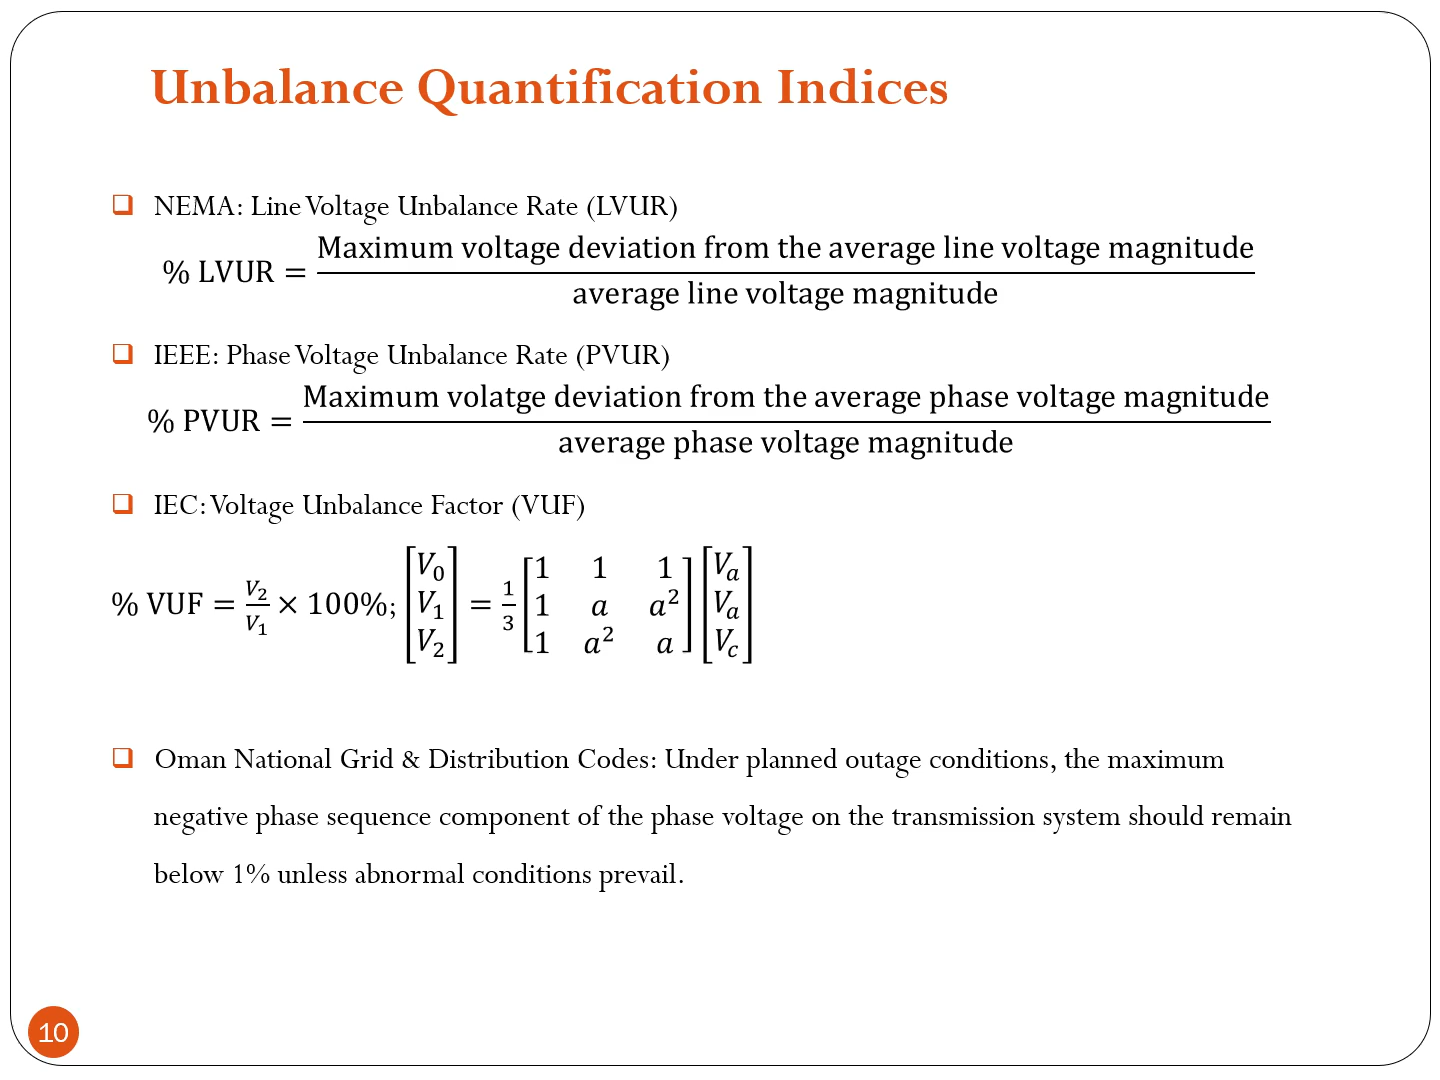 Unbalance Quantification Indices
❑ NEMA: Line Voltage Unbalance Rate (LVUR)
% LVUR = Maximum voltage deviation from the average line voltage magnitude / average line voltage magnitude
❑ IEEE: Phase Voltage Unbalance Rate (PVUR)
% PVUR = Maximum volatge deviation from the average phase voltage magnitude / average phase voltage magnitude
❑ IEC: Voltage Unbalance Factor (VUF)
% VUF = V₂/V₁ × 100%; [V₀ V₁ V₂] = 1/3 [1 1 1; 1 a a²; 1 a² a] [Vₐ Vₐ V_c]
❑ Oman National Grid & Distribution Codes: Under planned outage conditions, the maximum
negative phase sequence component of the phase voltage on the transmission system should remain
below 1% unless abnormal conditions prevail.
10